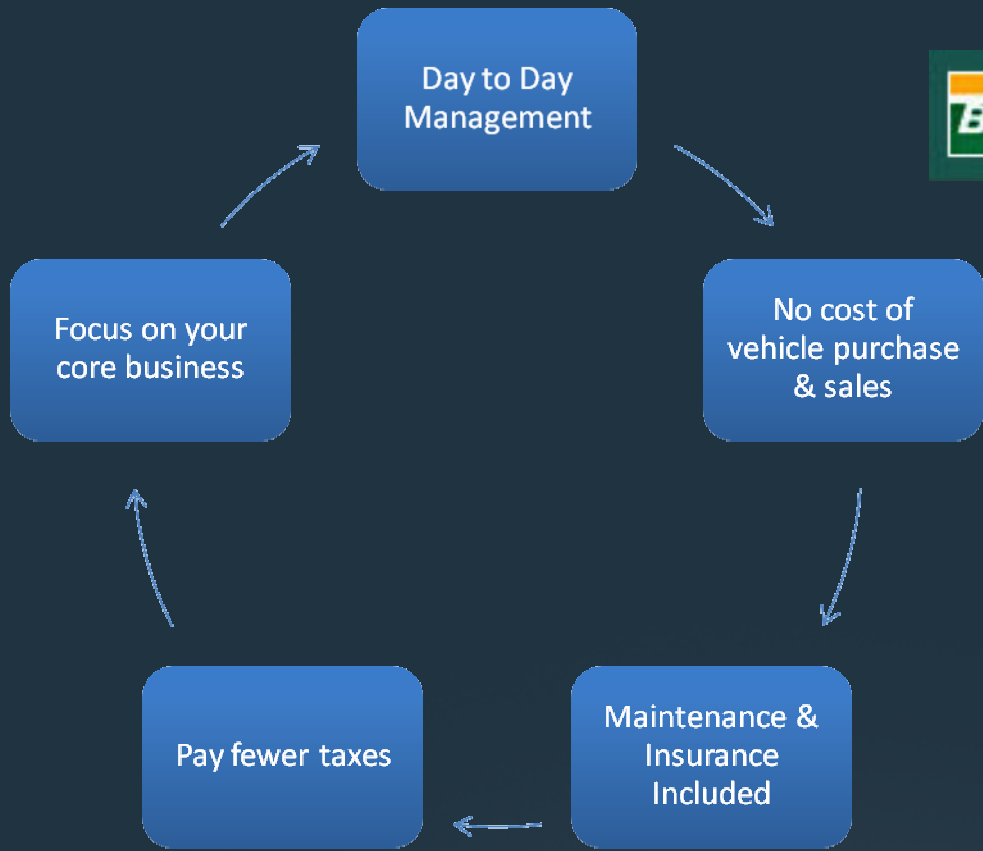 Day to Day
Management
No cost of
vehicle purchase
& sales
Maintenance &
Insurance
Included
Pay fewer taxes
Focus on your
core business